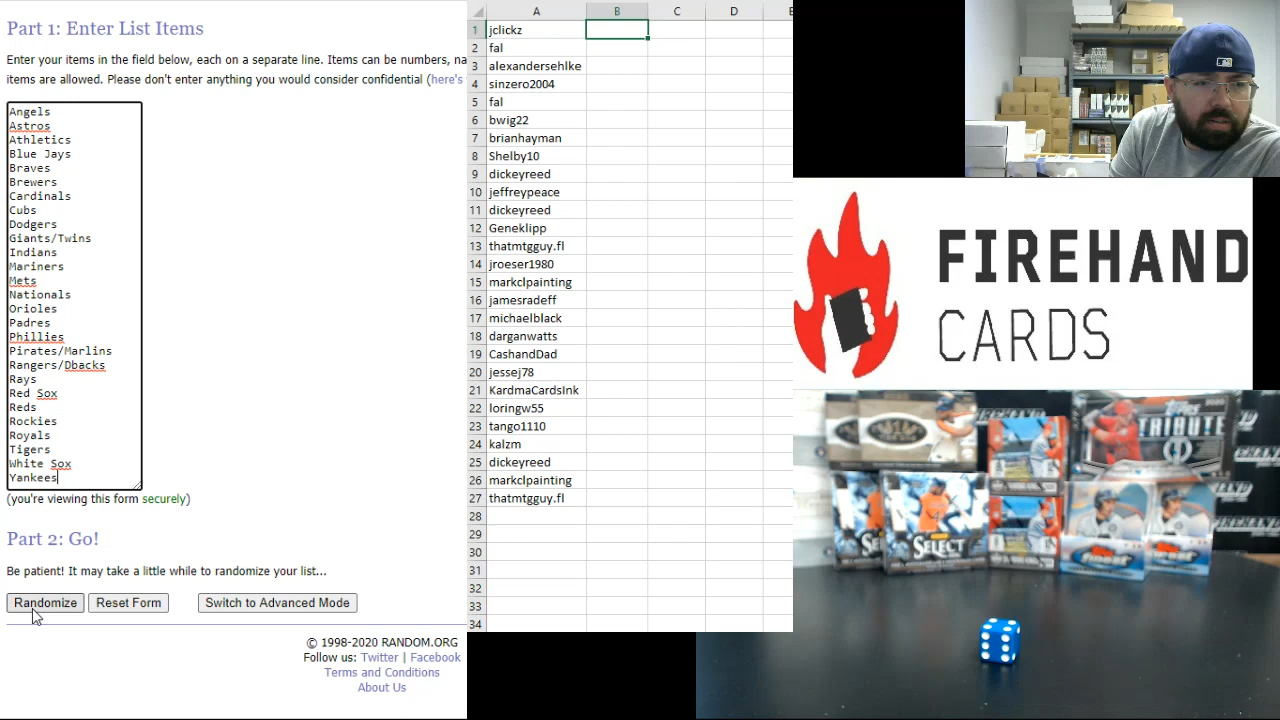 Part 1: Enter List Items
Enter your items in the field below, each on a separate line. Items can be numbers, na
items are allowed. Please don't enter anything you would consider confidential (here's
Angels
Astros
Athletics
Blue Jays
Braves
Brewers
Cardinals
Cubs
Dodgers
Giants/Twins
Indians
Mariners
Mets
Nationals
Orioles
Padres
Phillies
Pirates/Marlins
Rangers/Dbacks
Rays
Red Sox
Reds
Rockies
Royals
Tigers
White Sox
Yankees
(you're viewing this form securely)
Part 2: Go!
Be patient! It may take a little while to randomize your list...
Randomize Reset Form Switch to Advanced Mode
© 1998-2020 RANDOM.ORG
Follow us: Twitter | Facebook
Terms and Conditions
About Us
A B C D E
1 jclickz
2 fal
3 alexandersehlke
4 sinzero2004
5 fal
6 bwig22
7 brianhayman
8 Shelby10
9 dickeyreed
10 jeffreypeace
11 dickeyreed
12 Geneklipp
13 thatmtgguy.fl
14 jroeser1980
15 markclpainting
16 jamesradeff
17 michaelblack
18 darganwatts
19 CashandDad
20 jessej78
21 KardmaCardsInk
22 loringw55
23 tango1110
24 kalzm
25 dickeyreed
26 markclpainting
27 thatmtgguy.fl
28
29
30
31
32
33
34
FIREHAND
CARDS
TRIBUTE
SELECT
finest